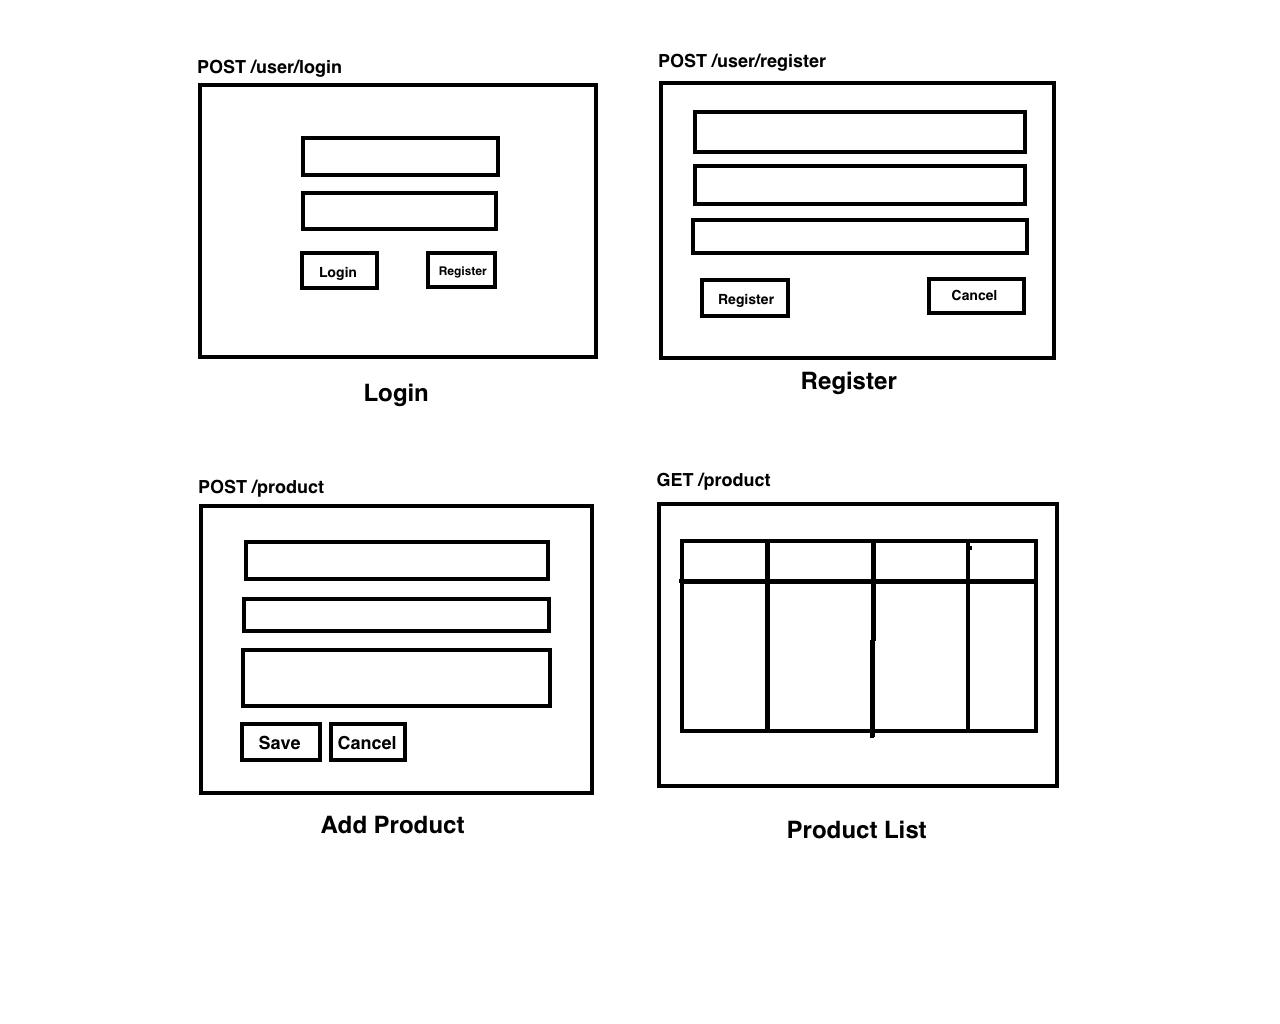 POST /user/login
Login
Register
Login
POST /user/register
Register
Cancel
Register
POST /product
Save
Cancel
Add Product
GET /product
Product List